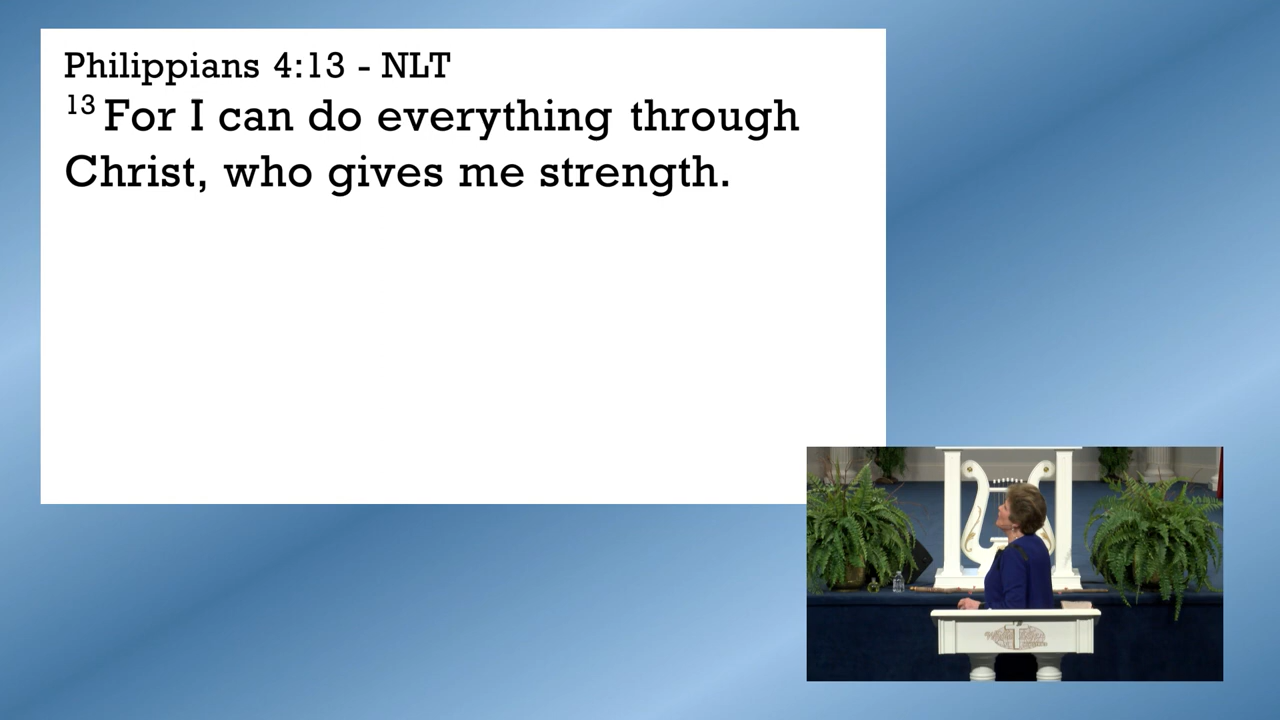 Philippians 4:13 - NLT
13 For I can do everything through
Christ, who gives me strength.